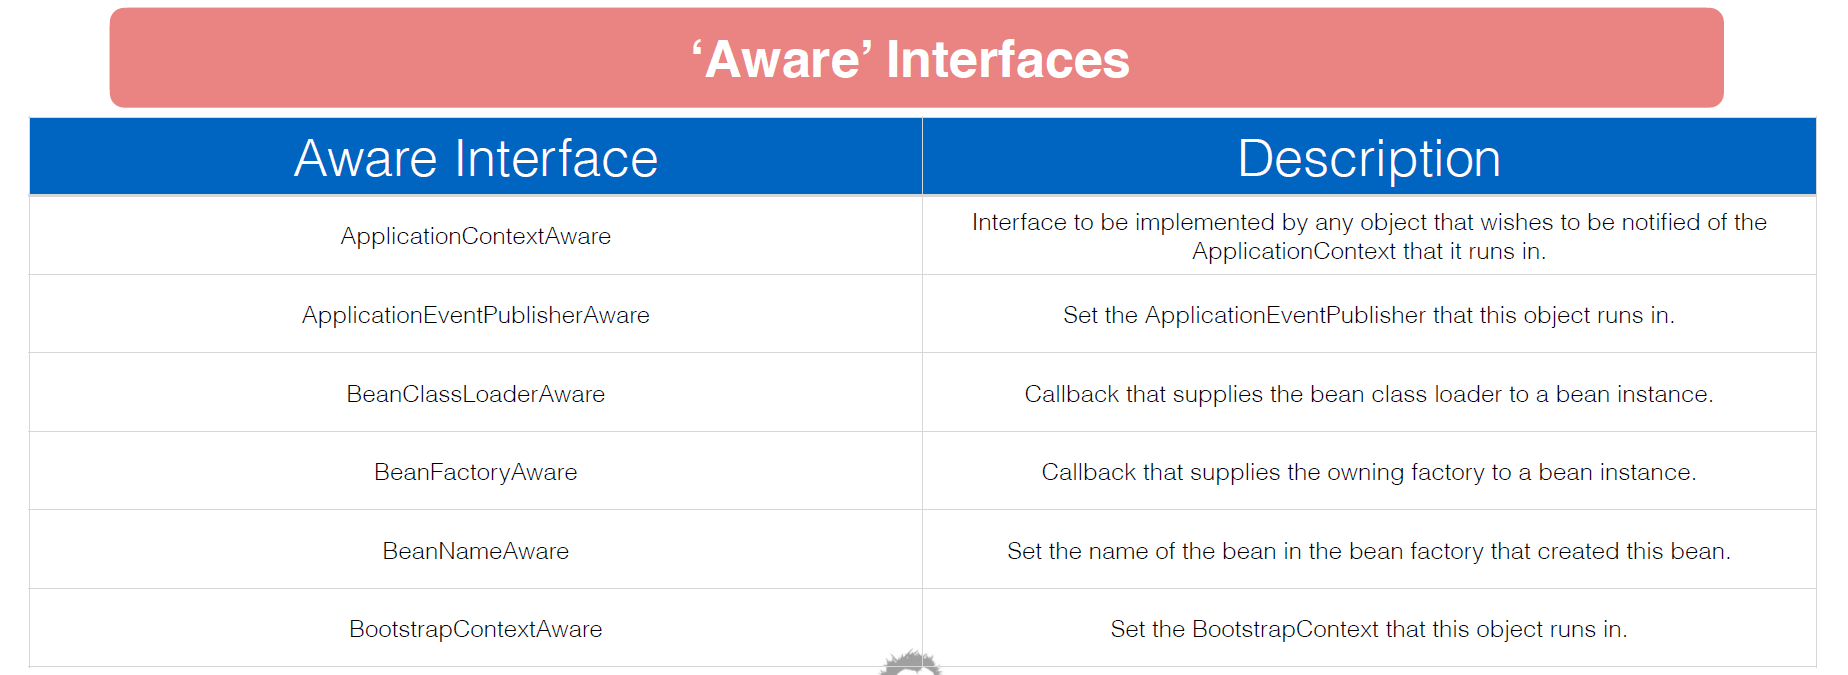 ‘Aware’ Interfaces
Aware Interface
Description
ApplicationContextAware
Interface to be implemented by any object that wishes to be notified of the
ApplicationContext that it runs in.
ApplicationEventPublisherAware
Set the ApplicationEventPublisher that this object runs in.
BeanClassLoaderAware
Callback that supplies the bean class loader to a bean instance.
BeanFactoryAware
Callback that supplies the owning factory to a bean instance.
BeanNameAware
Set the name of the bean in the bean factory that created this bean.
BootstrapContextAware
Set the BootstrapContext that this object runs in.